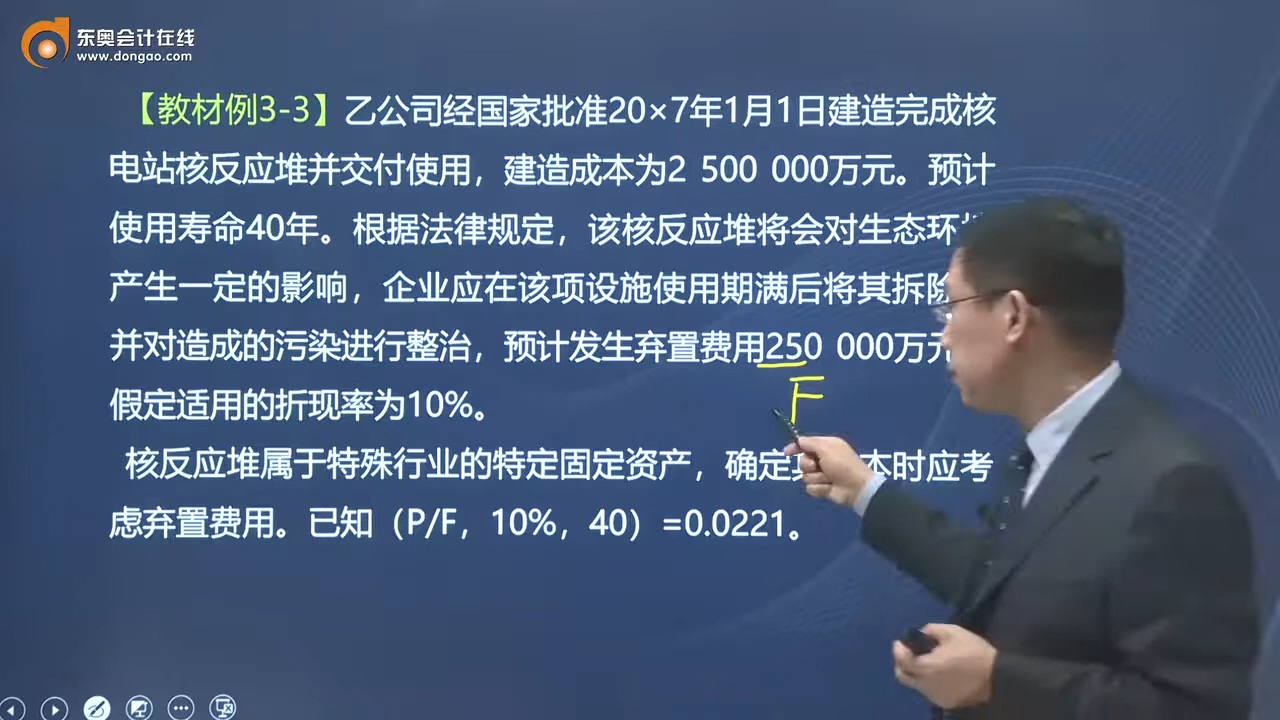 东奥会计在线
www.dongao.com
【教材例3-3】乙公司经国家批准20×7年1月1日建造完成核
电站核反应堆并交付使用，建造成本为2 500 000万元。预计
使用寿命40年。根据法律规定，该核反应堆将会对生态环
产生一定的影响，企业应在该项设施使用期满后将其拆除
并对造成的污染进行整治，预计发生弃置费用250 000万元
F
假定适用的折现率为10%。
核反应堆属于特殊行业的特定固定资产，确定 本时应考
虑弃置费用。已知（P/F，10%，40）=0.0221。